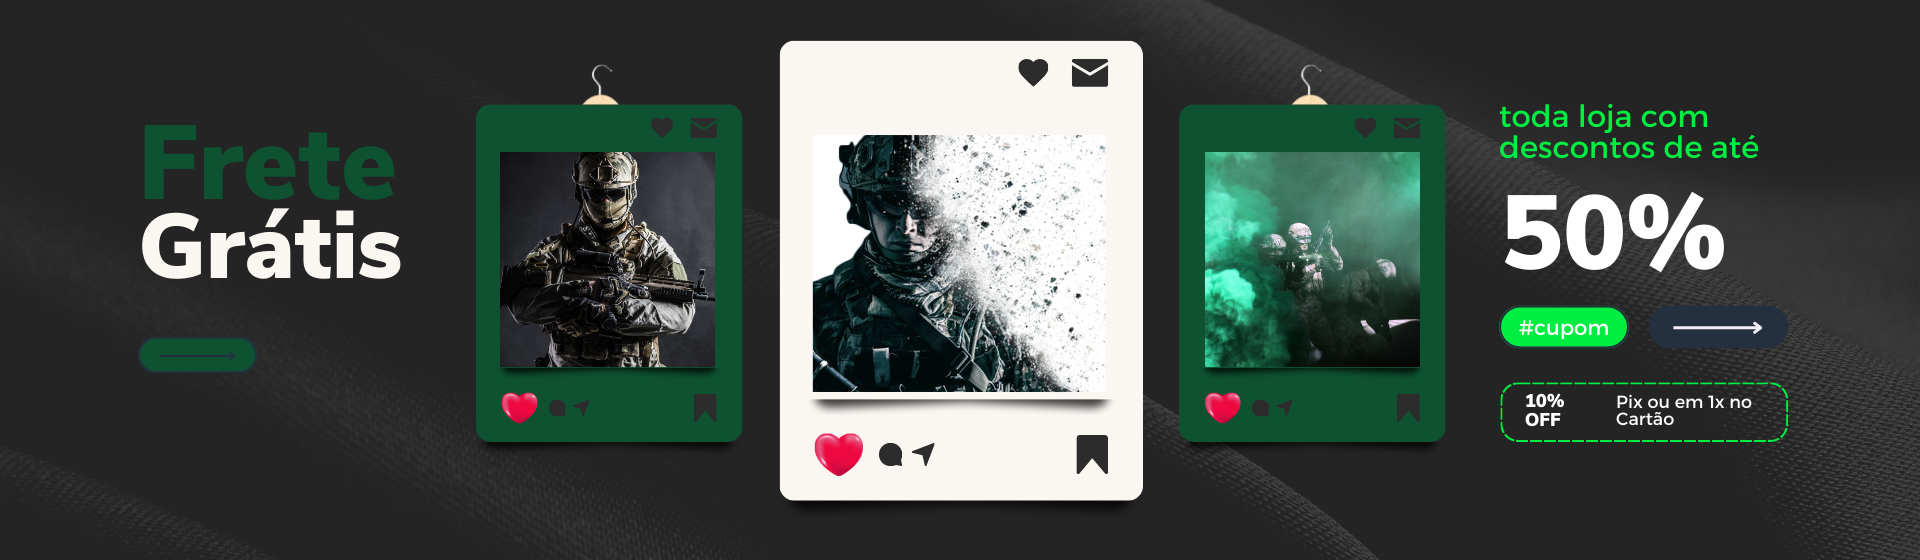 Frete
Grátis
toda loja com
descontos de até
50%
#cupom
10%
OFF
Pix ou em 1x no
Cartão